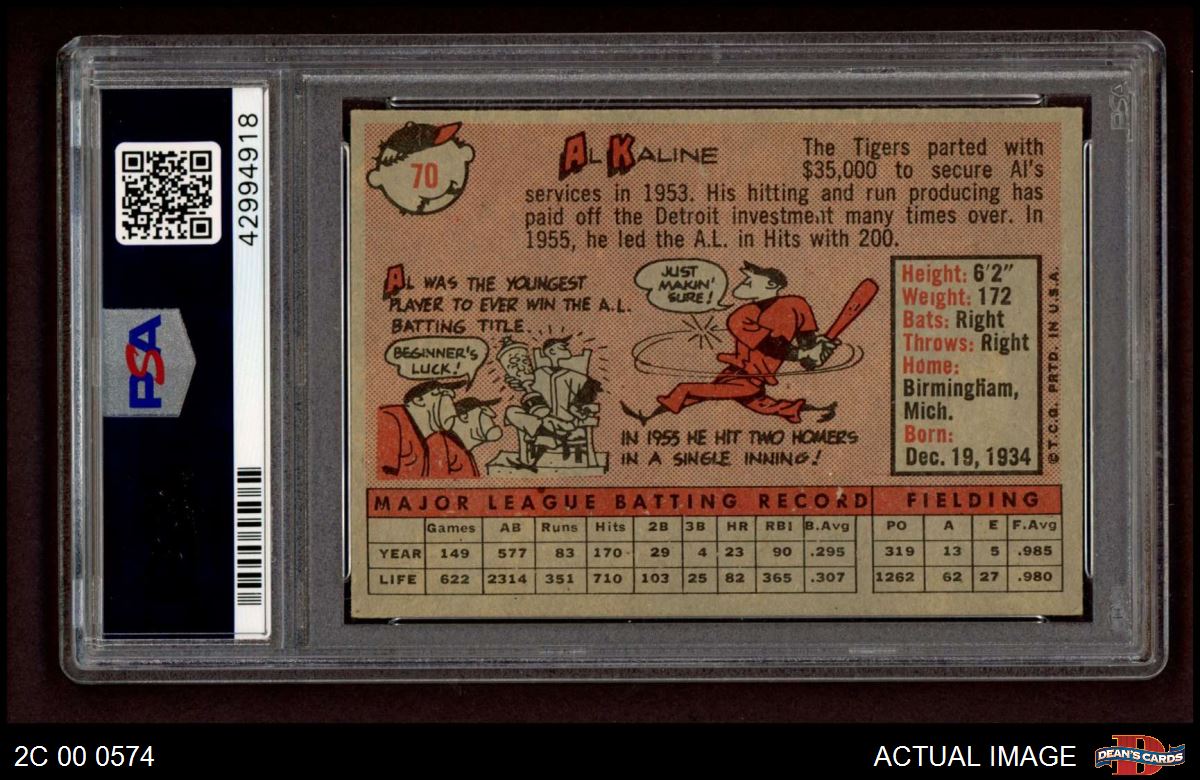 42994918
PSA
PSA
70
AL KALINE
The Tigers parted with
$35,000 to secure Al's
services in 1953. His hitting and run producing has
paid off the Detroit investment many times over. In
1955, he led the A.L. in Hits with 200.
AL WAS THE YOUNGEST
PLAYER TO EVER WIN THE A.L.
BATTING TITLE...
BEGINNER'S
LUCK!
JUST
MAKIN'
SURE!
IN 1955 HE HIT TWO HOMERS
IN A SINGLE INNING!
Height: 6'2"
Weight: 172
Bats: Right
Throws: Right
Home:
Birmingham,
Mich.
Born:
Dec. 19, 1934
©T.C.G. PRTD. IN U.S.A.
MAJOR LEAGUE BATTING RECORD FIELDING
Games AB Runs Hits 2B 3B HR RBI B.Avg PO A E F.Avg
YEAR 149 577 83 170 29 4 23 90 .295 319 13 5 .985
LIFE 622 2314 351 710 103 25 82 365 .307 1262 62 27 .980
2C 00 0574
ACTUAL IMAGE
DEAN'S CARDS